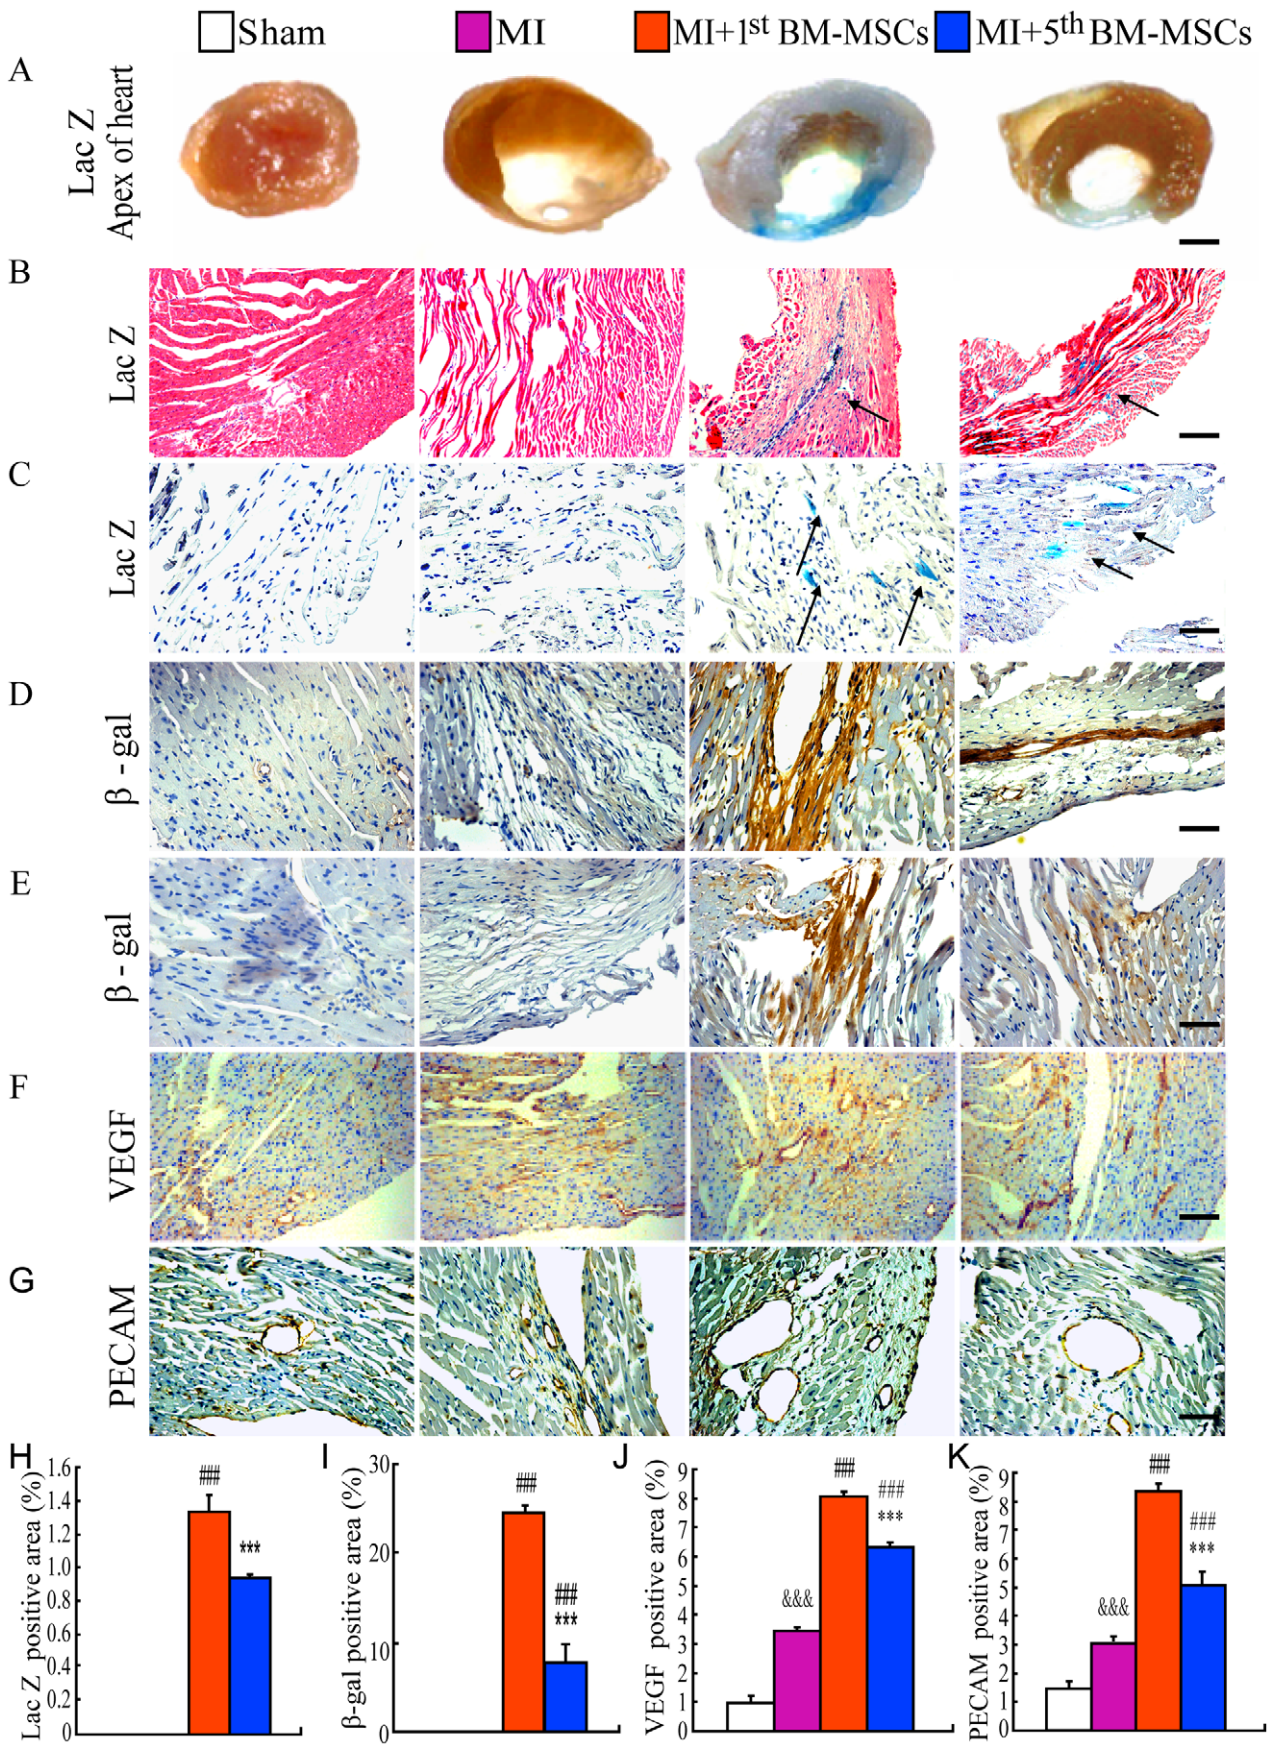 Sham MI MI+1st BM-MSCs MI+5th BM-MSCs
A
Lac Z
Apex of heart
B
Lac Z
C
Lac Z
D
β - gal
E
β - gal
F
VEGF
G
PECAM
H
Lac Z positive area (%)
1.6
1.4
1.2
1.0
0.8
0.6
0.4
0.2
0
###
***
I
β-gal positive area (%)
30
20
10
0
###
###
***
J
VEGF positive area (%)
9
8
7
6
5
4
3
2
1
0
&&&
###
###
***
K
PECAM positive area (%)
9
8
7
6
5
4
3
2
1
0
&&&
###
###
***